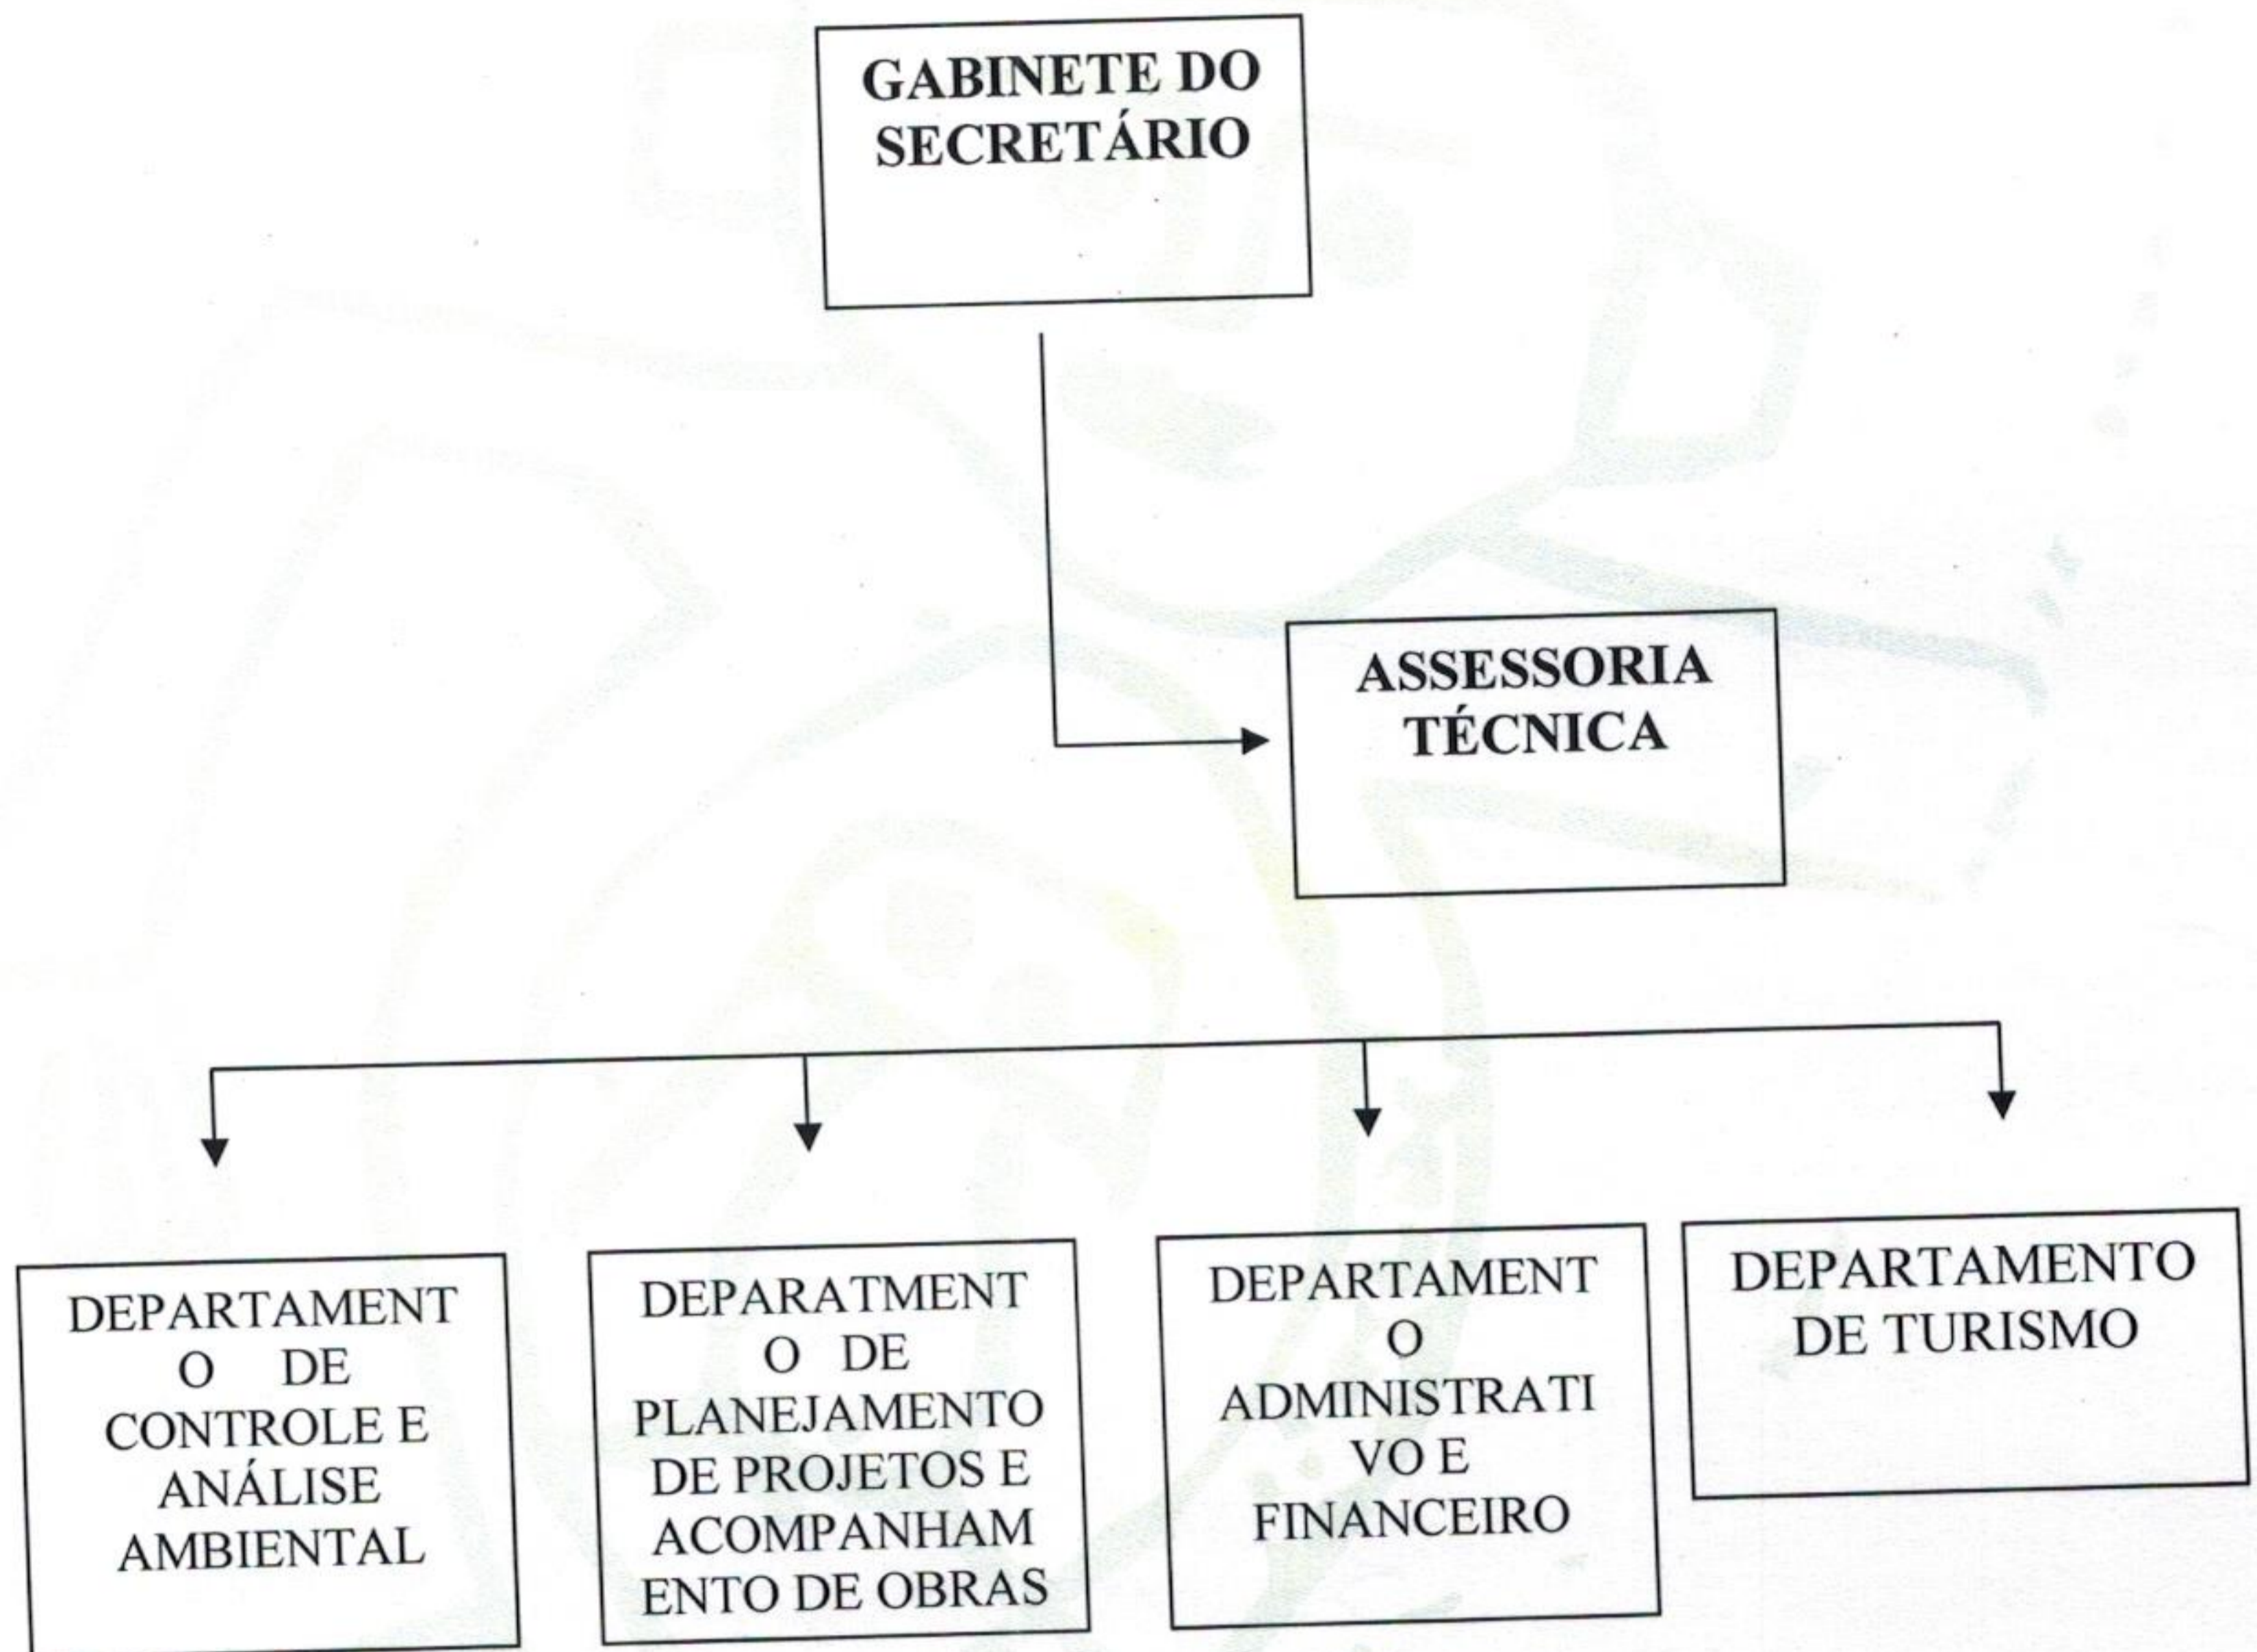 GABINETE DO
SECRETÁRIO
ASSESSORIA
TÉCNICA
DEPARTAMENT
O DE
CONTROLE E
ANÁLISE
AMBIENTAL
DEPARATMENT
O DE
PLANEJAMENTO
DE PROJETOS E
ACOMPANHAM
ENTO DE OBRAS
DEPARTAMENT
O
ADMINISTRATI
VO E
FINANCEIRO
DEPARTAMENTO
DE TURISMO